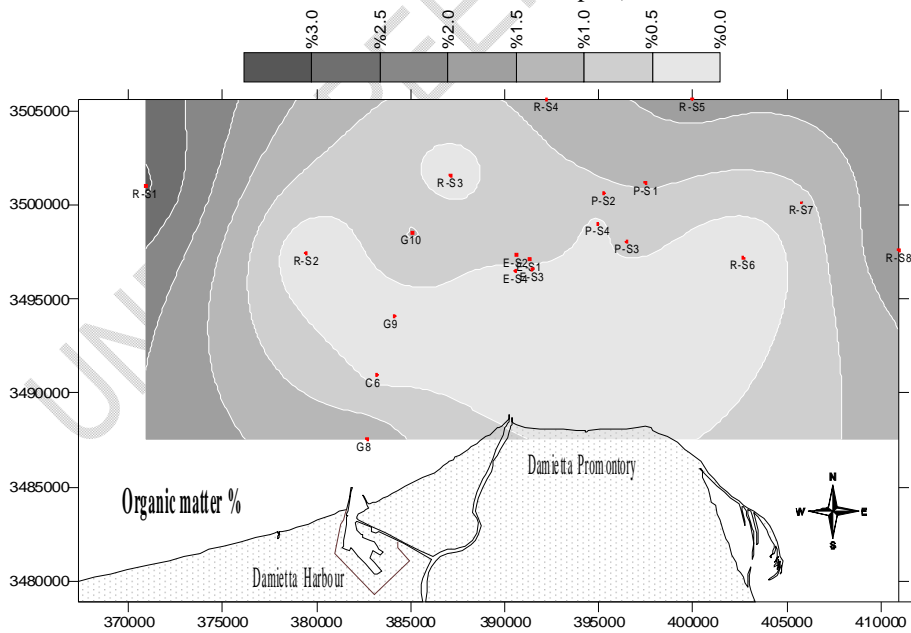 %3.0 %2.5 %2.0 %1.5 %1.0 %0.5 %0.0
3505000
R-S4
R-S5
R-S1
R-S3
P-S1
P-S2
3500000
R-S7
G10
P-S4
P-S3
R-S2
E-S2
E-S1
R-S6
R-S8
E-S4
E-S3
3495000
G9
C6
3490000
G8
Damietta Promontory
3485000
Organic matter %
N
W E
S
Damietta Harbour
3480000
370000 375000 380000 385000 390000 395000 400000 405000 410000